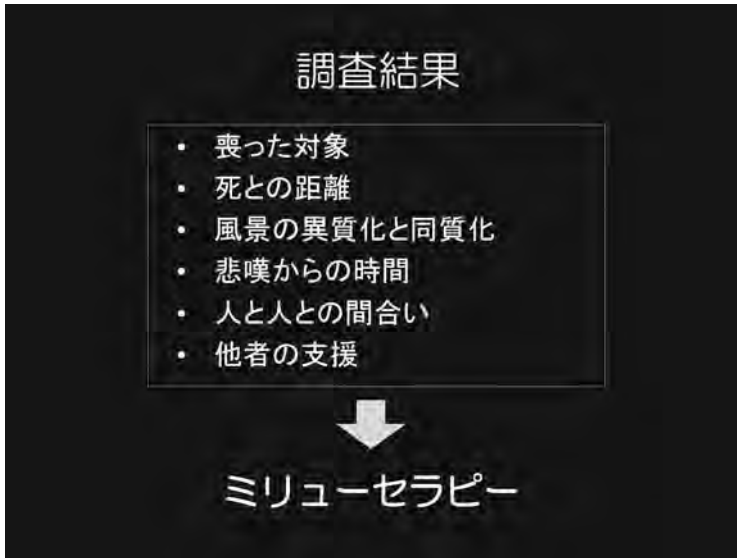 調査結果
• 喪った対象
• 死との距離
• 風景の異質化と同質化
• 悲嘆からの時間
• 人と人との間合い
• 他者の支援
ミリューセラピー